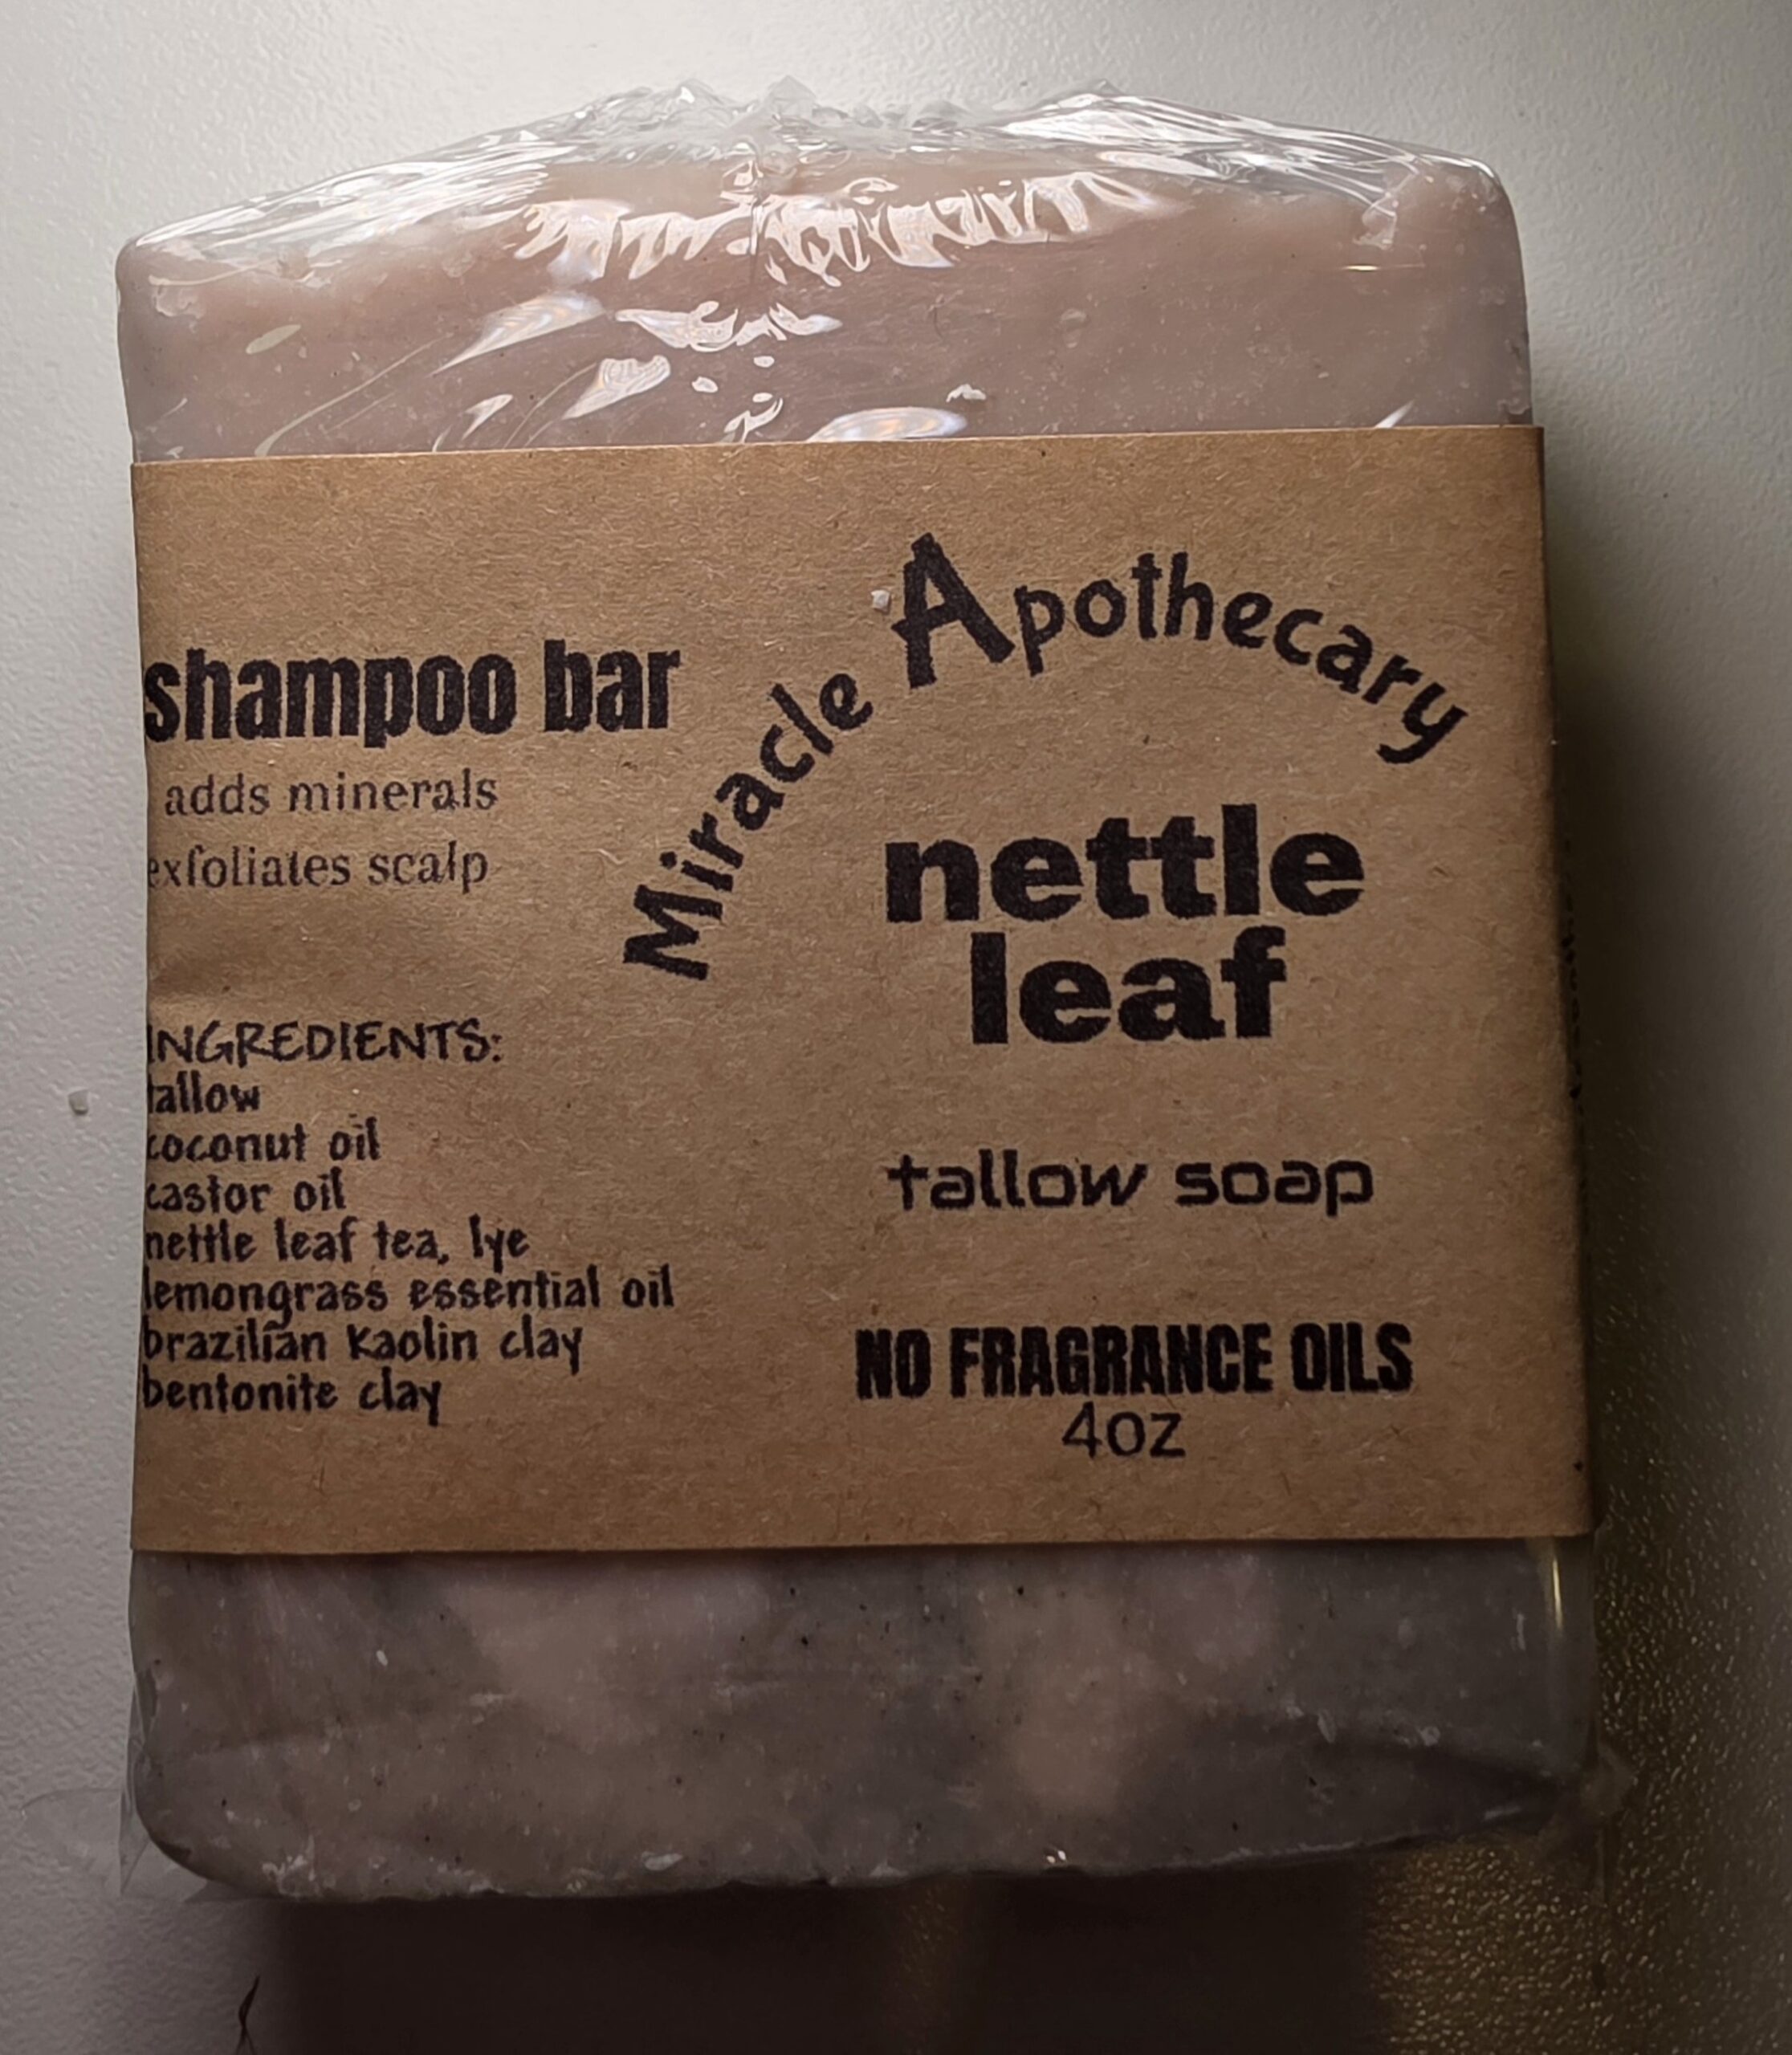 shampoo bar
adds minerals
exfoliates scalp
INGREDIENTS:
tallow
coconut oil
castor oil
nettle leaf tea, lye
lemongrass essential oil
brazilian kaolin clay
bentonite clay
Miracle Apothecary
nettle
leaf
tallow soap
NO FRAGRANCE OILS
4oz